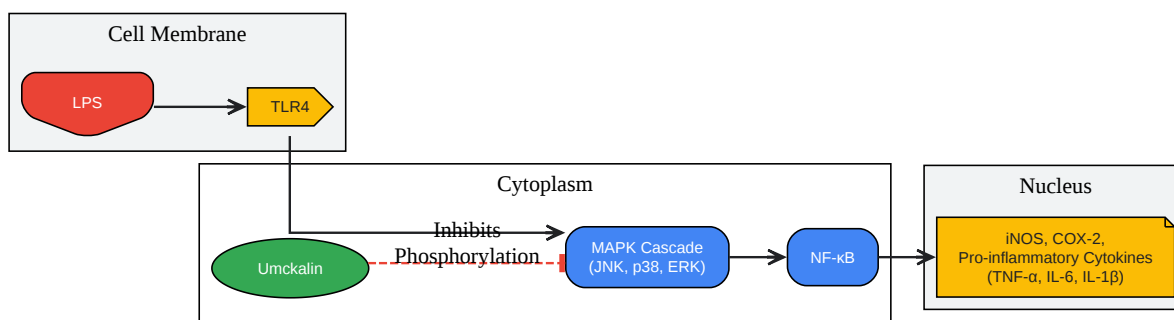 Cell Membrane
LPS
TLR4
Cytoplasm
Inhibits
Phosphorylation
Umckalin
MAPK Cascade
(JNK, p38, ERK)
NF-κB
Nucleus
iNOS, COX-2,
Pro-inflammatory Cytokines
(TNF-α, IL-6, IL-1β)